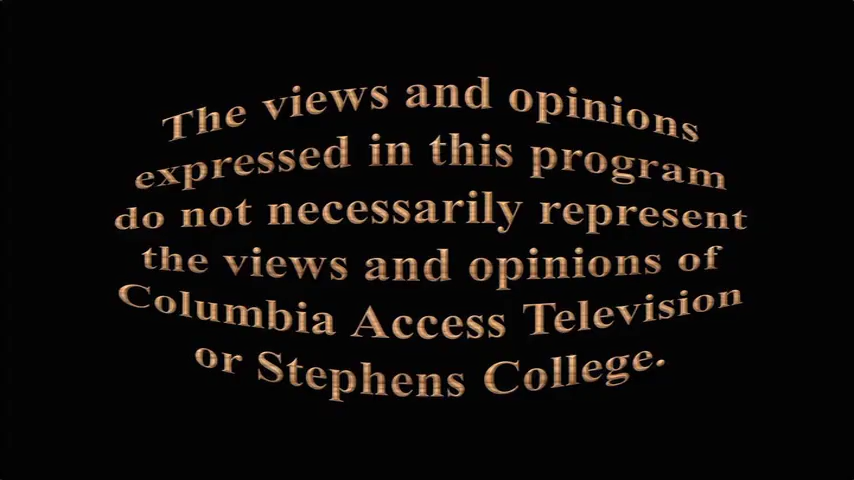 The views and opinions
expressed in this program
do not necessarily represent
the views and opinions of
Columbia Access Television
or Stephens College.